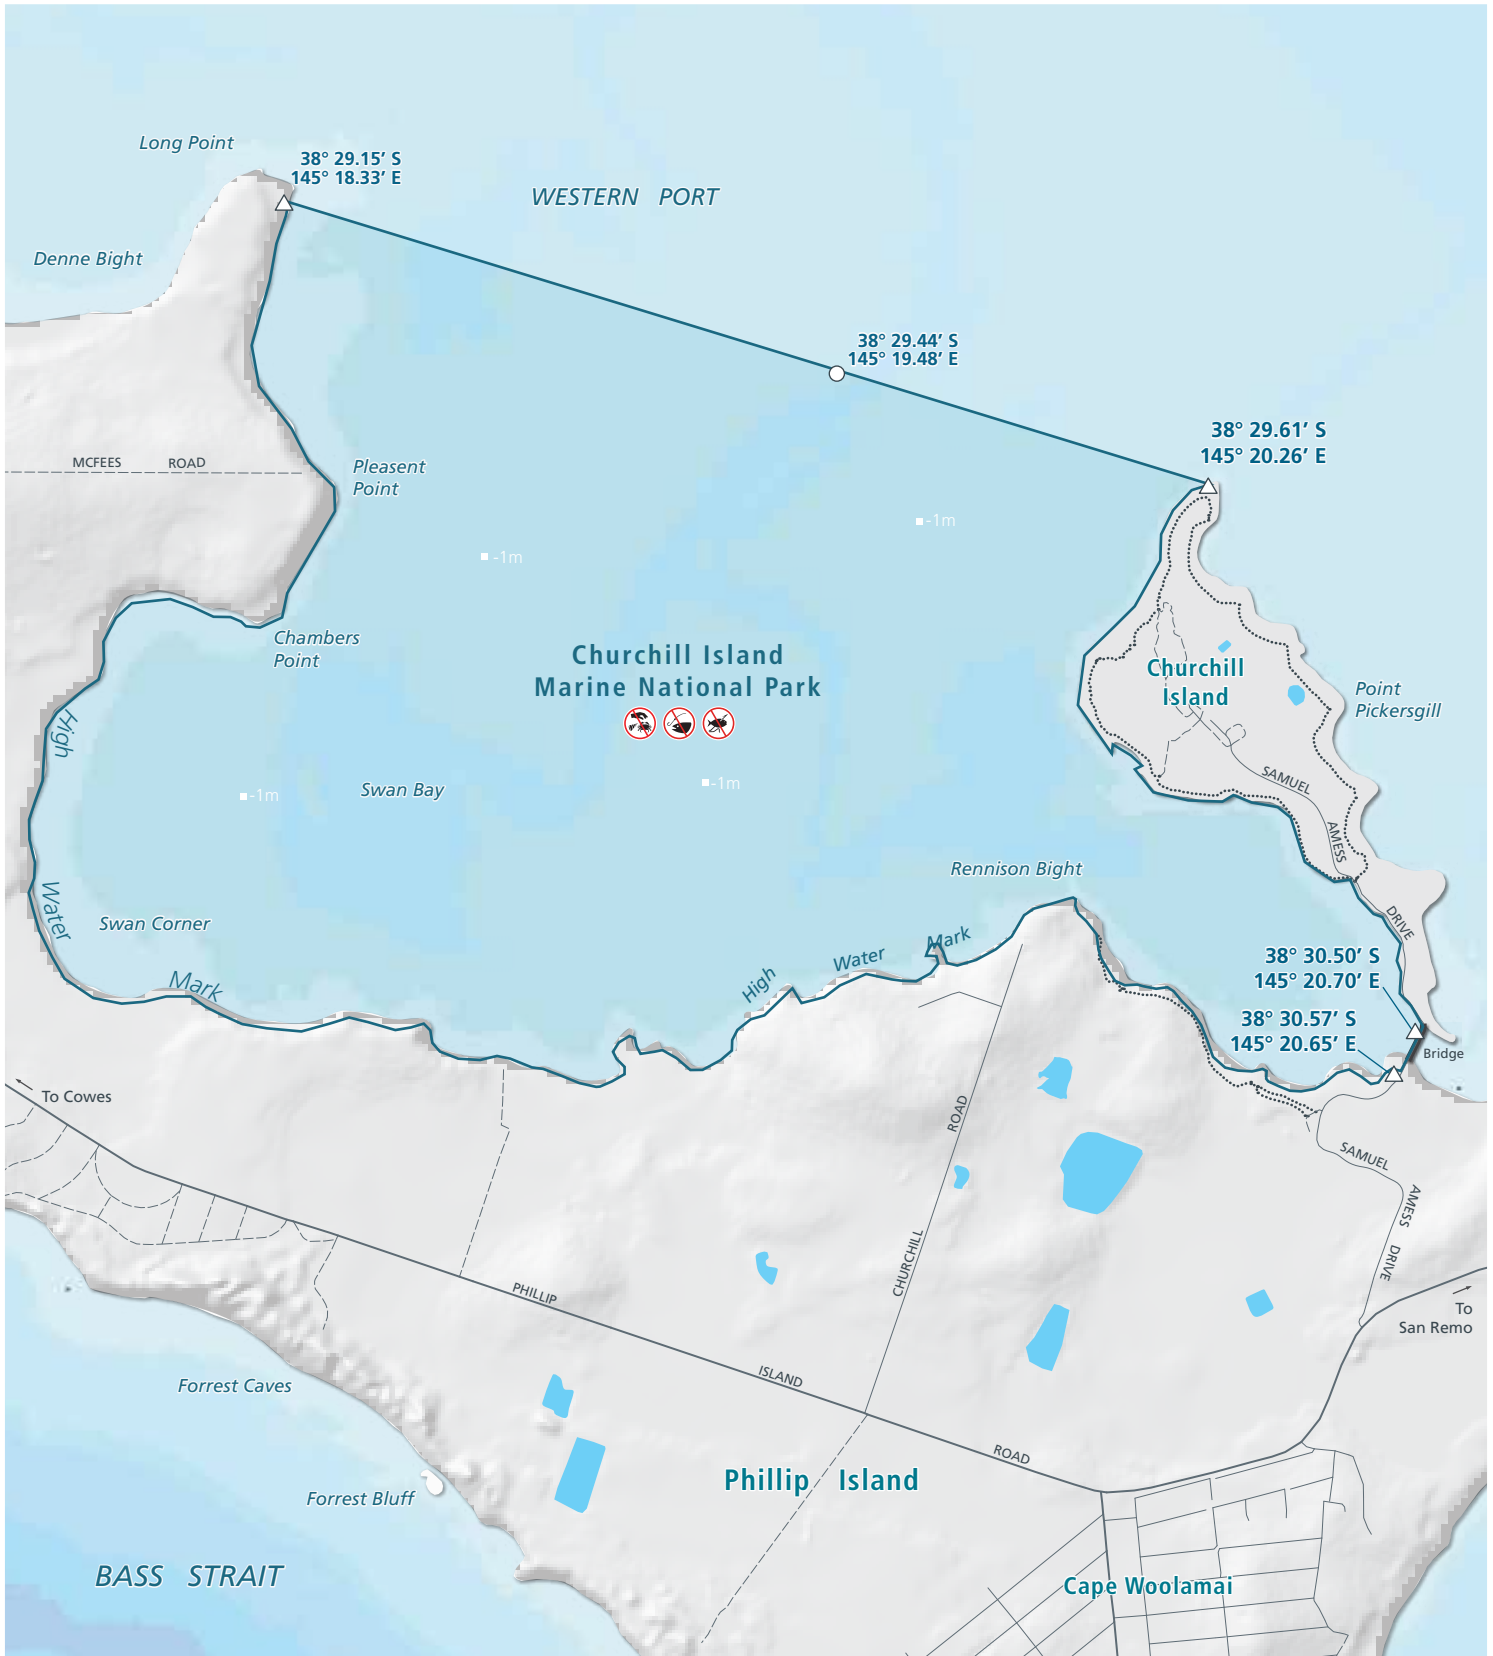 Long Point
38° 29.15’ S
145° 18.33’ E
WESTERN PORT
Denne Bight
38° 29.44’ S
145° 19.48’ E
38° 29.61’ S
145° 20.26’ E
MCFEES ROAD
Pleasent
Point
-1m
-1m
Chambers
Point
Churchill Island
Marine National Park
Churchill
Island
Point
Pickersgill
High
Water
Mark
-1m
Swan Bay
-1m
SAMUEL
AMESS
DRIVE
Rennison Bight
Swan Corner
High
Water
Mark
38° 30.50’ S
145° 20.70’ E
38° 30.57’ S
145° 20.65’ E
Bridge
To Cowes
ROAD
CHURCHILL
SAMUEL
AMESS
DRIVE
PHILLIP
ISLAND
ROAD
To
San Remo
Forrest Caves
Phillip Island
Forrest Bluff
BASS STRAIT
Cape Woolamai